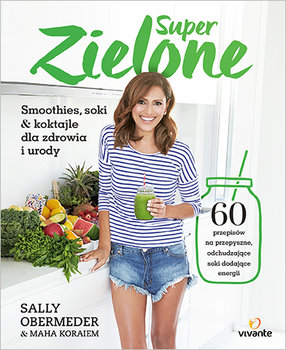 Super
Zielone
Smoothies, soki
& koktajle
dla zdrowia
i urody
60
przepisów
na przepyszne,
odchudzające
soki dodające
energii
SALLY
OBERMEDER
& MAHA KORAIEM
vivante